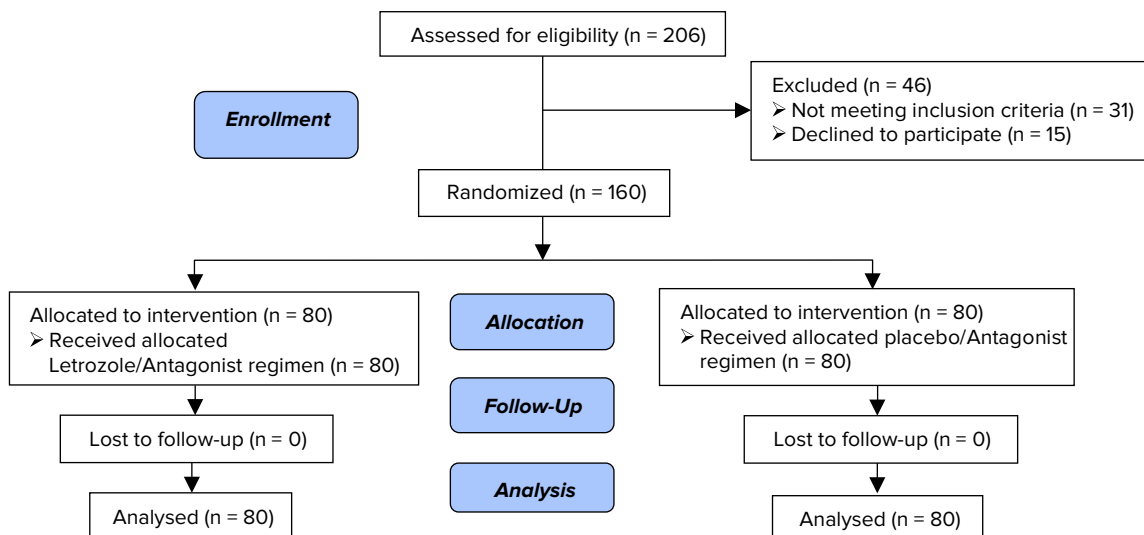 Assessed for eligibility (n = 206)
Excluded (n = 46)
➢ Not meeting inclusion criteria (n = 31)
➢ Declined to participate (n = 15)
Enrollment
Randomized (n = 160)
Allocated to intervention (n = 80)
➢ Received allocated
Letrozole/Antagonist regimen (n = 80)
Allocation
Allocated to intervention (n = 80)
➢ Received allocated placebo/Antagonist
regimen (n = 80)
Follow-Up
Lost to follow-up (n = 0)
Lost to follow-up (n = 0)
Analysis
Analysed (n = 80)
Analysed (n = 80)